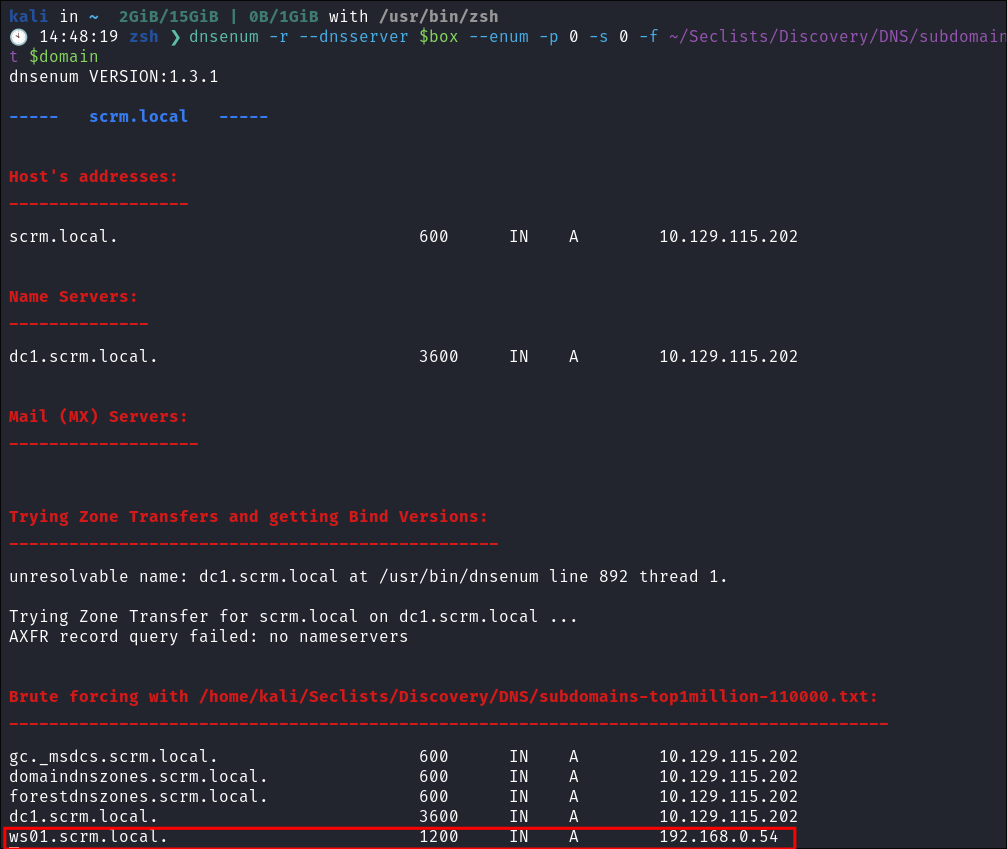 kali in ~  2GiB/15GiB | 0B/1GiB with /usr/bin/zsh
14:48:19 zsh ❯ dnsenum -r --dnsserver $box --enum -p 0 -s 0 -f ~/Seclists/Discovery/DNS/subdomain
t $domain
dnsenum VERSION:1.3.1
-----   scrm.local   -----
Host's addresses:
__________________
scrm.local.                              600      IN    A        10.129.115.202
Name Servers:
______________
dc1.scrm.local.                          3600     IN    A        10.129.115.202
Mail (MX) Servers:
___________________
Trying Zone Transfers and getting Bind Versions:
_________________________________________________
unresolvable name: dc1.scrm.local at /usr/bin/dnsenum line 892 thread 1.
Trying Zone Transfer for scrm.local on dc1.scrm.local ...
AXFR record query failed: no nameservers
Brute forcing with /home/kali/Seclists/Discovery/DNS/subdomains-top1million-110000.txt:
________________________________________________________________________________________
gc._msdcs.scrm.local.                    600      IN    A        10.129.115.202
domaindnszones.scrm.local.               600      IN    A        10.129.115.202
forestdnszones.scrm.local.               600      IN    A        10.129.115.202
dc1.scrm.local.                          3600     IN    A        10.129.115.202
ws01.scrm.local.                         1200     IN    A        192.168.0.54